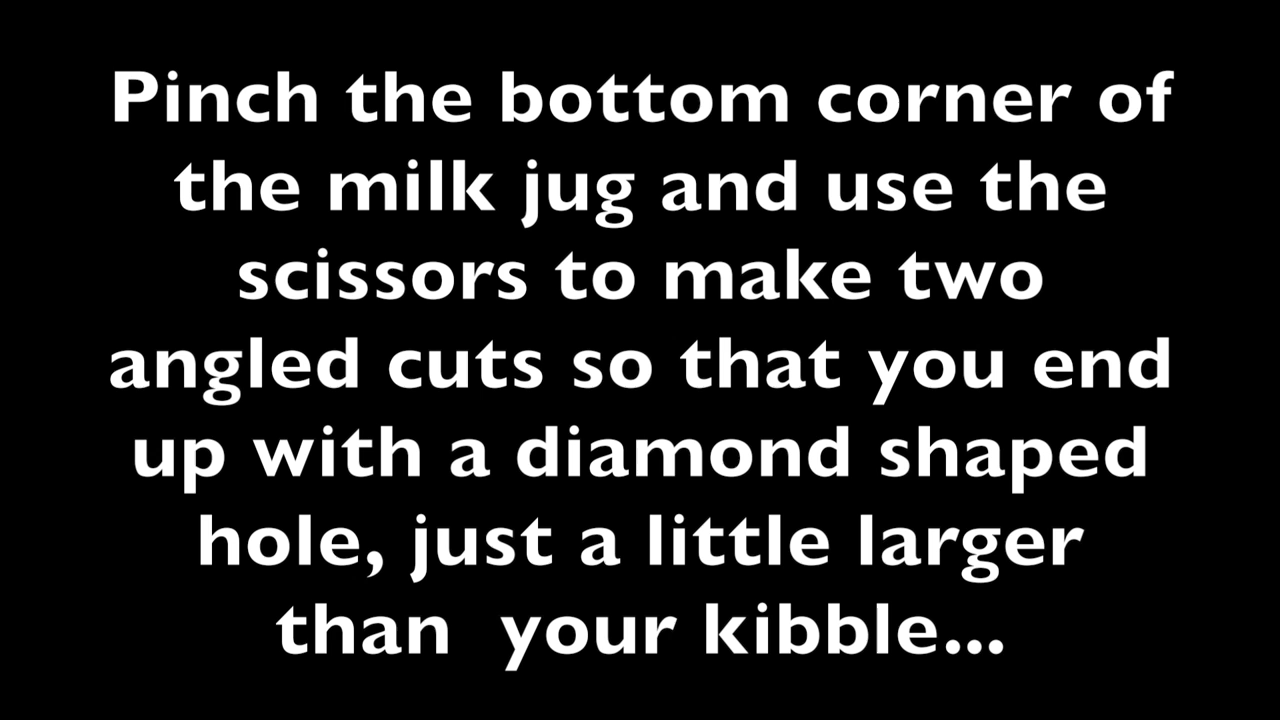 Pinch the bottom corner of
the milk jug and use the
scissors to make two
angled cuts so that you end
up with a diamond shaped
hole, just a little larger
than  your kibble...